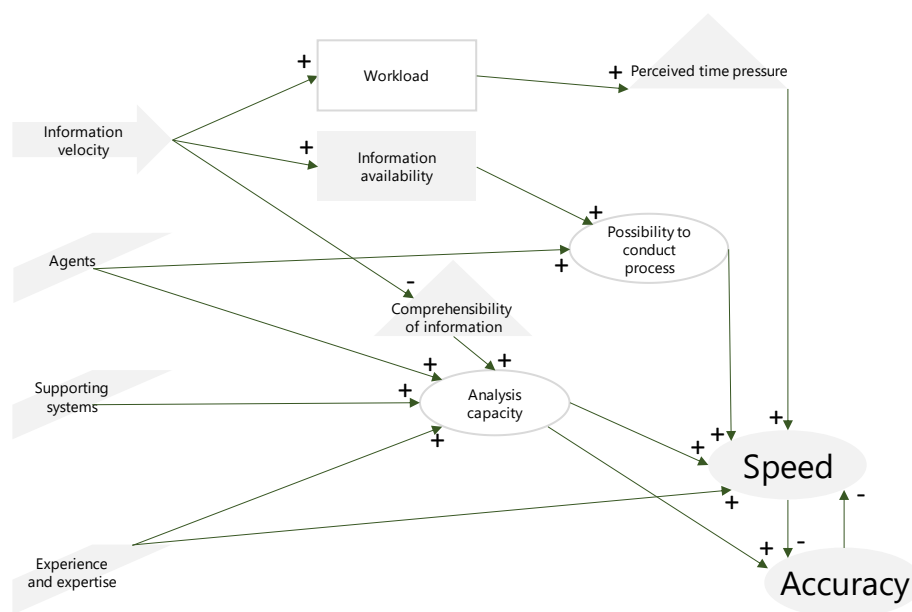 +
Workload
+ Perceived time pressure
Information
velocity
+
Information
availability
+
Possibility to
conduct
process
Agents
+
-
Comprehensibility
of information
+
+
Supporting
systems
+
Analysis
capacity
+
+
+
+
Speed
+
+
-
-
Experience
and expertise
+
Accuracy